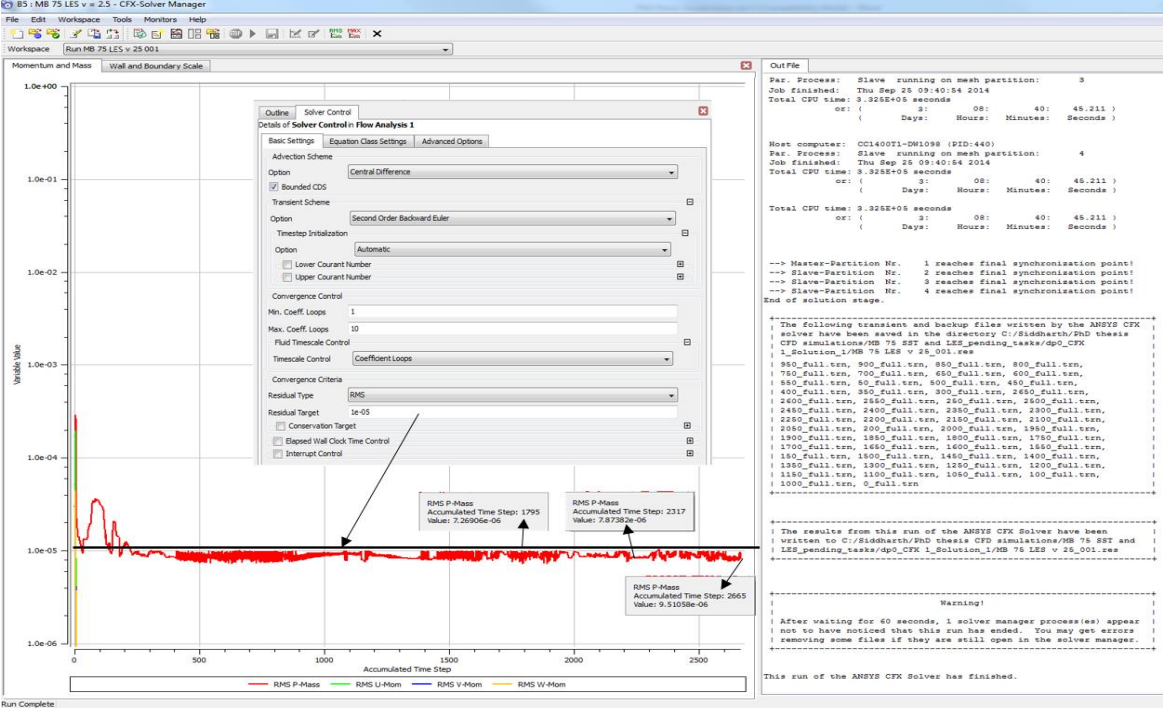 85 : MB 75 LES v = 2.5 - CFX-Solver Manager
File Edit Workspace Tools Monitors Help
Workspace Run MB 75 LES v 25 001
Momentum and Mass Wall and Boundary Scale
1.0e+00
1.0e-01
1.0e-02
1.0e-03
1.0e-04
1.0e-05
1.0e-06
Variable Value
Outline Solver Control
Details of Solver Control in Flow Analysis 1
Basic Settings Equation Class Settings Advanced Options
Advection Scheme
Option Central Difference
Bounded CDS
Transient Scheme
Option Second Order Backward Euler
Timestep Initialization
Option Automatic
Lower Courant Number
Upper Courant Number
Convergence Control
Min. Coeff. Loops 1
Max. Coeff. Loops 10
Fluid Timescale Control
Timescale Control Coefficient Loops
Convergence Criteria
Residual Type RMS
Residual Target 1e-05
Conservation Target
Elapsed Wall Clock Time Control
Interrupt Control
RMS P-Mass
Accumulated Time Step: 1795
Value: 7.26906e-06
RMS P-Mass
Accumulated Time Step: 2317
Value: 7.87382e-06
RMS P-Mass
Accumulated Time Step: 2665
Value: 9.51058e-06
0 500 1000 1500 2000 2500
Accumulated Time Step
RMS P-Mass RMS U-Mom RMS V-Mom RMS W-Mom
Run Complete
Out File
Par. Process: Slave running on mesh partition: 3
Job finished: Thu Sep 25 09:40:54 2014
Total CPU time: 3.325E+05 seconds
or: ( 3: 08: 40: 45.211 )
( Days: Hours: Minutes: Seconds )
Host computer: CC1400T1-DW1098 (PID:440)
Par. Process: Slave running on mesh partition: 4
Job finished: Thu Sep 25 09:40:54 2014
Total CPU time: 3.325E+05 seconds
or: ( 3: 08: 40: 45.211 )
( Days: Hours: Minutes: Seconds )
Total CPU time: 3.325E+05 seconds
or: ( 3: 08: 40: 45.211 )
( Days: Hours: Minutes: Seconds )
--> Master-Partition Nr. 1 reaches final synchronization point!
--> Slave-Partition Nr. 2 reaches final synchronization point!
--> Slave-Partition Nr. 3 reaches final synchronization point!
--> Slave-Partition Nr. 4 reaches final synchronization point!
End of solution stage.
The following transient and backup files written by the ANSYS CFX
solver have been saved in the directory C:/Siddharth/PhD thesis
CFD simulations/MB 75 SST and LES_pending_tasks/dp0_CFX
1_Solution_1/MB 75 LES v 25_001.res
950_full.trn, 900_full.trn, 850_full.trn, 800_full.trn,
750_full.trn, 700_full.trn, 650_full.trn, 600_full.trn,
550_full.trn, 50_full.trn, 500_full.trn, 450_full.trn,
400_full.trn, 350_full.trn, 300_full.trn, 2650_full.trn,
2600_full.trn, 2550_full.trn, 250_full.trn, 2500_full.trn,
2450_full.trn, 2400_full.trn, 2350_full.trn, 2300_full.trn,
2250_full.trn, 2200_full.trn, 2150_full.trn, 2100_full.trn,
2050_full.trn, 200_full.trn, 2000_full.trn, 1950_full.trn,
1900_full.trn, 1850_full.trn, 1800_full.trn, 1750_full.trn,
1700_full.trn, 1650_full.trn, 1600_full.trn, 1550_full.trn,
150_full.trn, 1500_full.trn, 1450_full.trn, 1400_full.trn,
1350_full.trn, 1300_full.trn, 1250_full.trn, 1200_full.trn,
1150_full.trn, 1100_full.trn, 1050_full.trn, 100_full.trn,
1000_full.trn, 0_full.trn
The results from this run of the ANSYS CFX Solver have been
written to C:/Siddharth/PhD thesis CFD simulations/MB 75 SST and
LES_pending_tasks/dp0_CFX 1_Solution_1/MB 75 LES v 25_001.res
Warning!
After waiting for 60 seconds, 1 solver manager process(es) appear
not to have noticed that this run has ended. You may get errors
removing some files if they are still open in the solver manager.
This run of the ANSYS CFX Solver has finished.